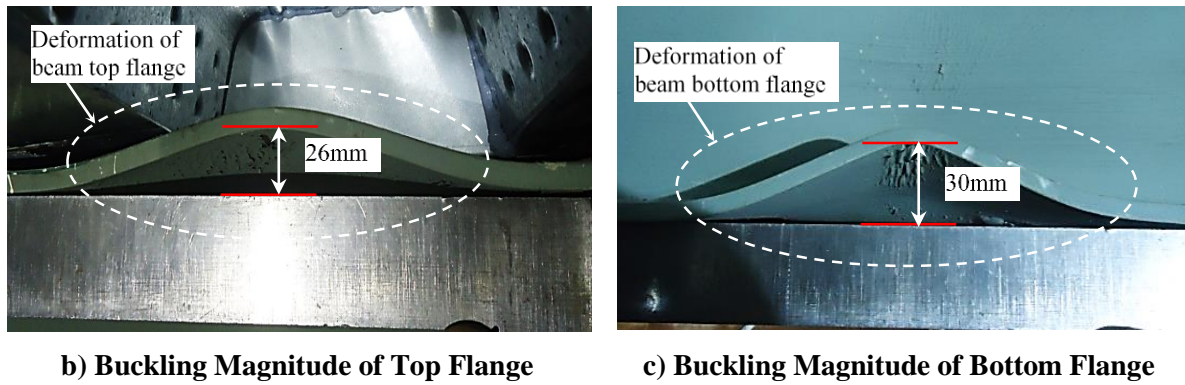 Deformation of
beam top flange
26mm
Deformation of
beam bottom flange
30mm
b) Buckling Magnitude of Top Flange
c) Buckling Magnitude of Bottom Flange